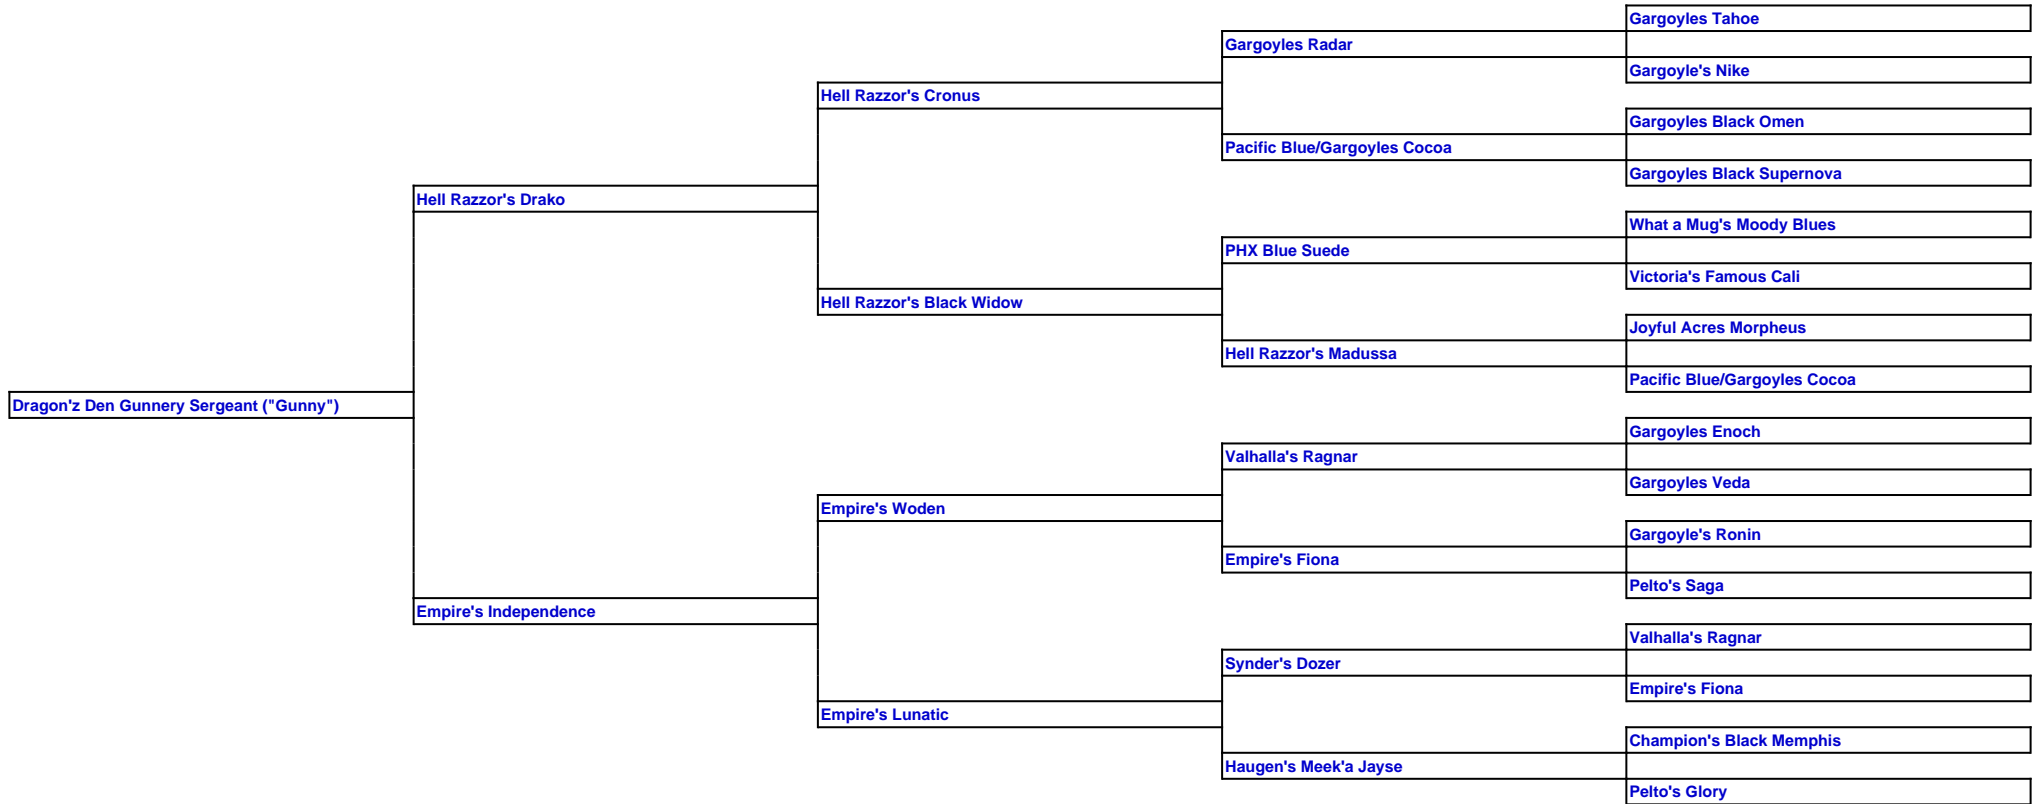 Gargoyles Tahoe
Gargoyles Radar
Gargoyle's Nike
Hell Razzor's Cronus
Gargoyles Black Omen
Pacific Blue/Gargoyles Cocoa
Gargoyles Black Supernova
Hell Razzor's Drako
What a Mug's Moody Blues
PHX Blue Suede
Victoria's Famous Cali
Hell Razzor's Black Widow
Joyful Acres Morpheus
Hell Razzor's Madussa
Pacific Blue/Gargoyles Cocoa
Dragon'z Den Gunnery Sergeant ("Gunny")
Gargoyles Enoch
Valhalla's Ragnar
Gargoyles Veda
Empire's Woden
Gargoyle's Ronin
Empire's Fiona
Pelto's Saga
Empire's Independence
Valhalla's Ragnar
Synder's Dozer
Empire's Fiona
Empire's Lunatic
Champion's Black Memphis
Haugen's Meek'a Jayse
Pelto's Glory